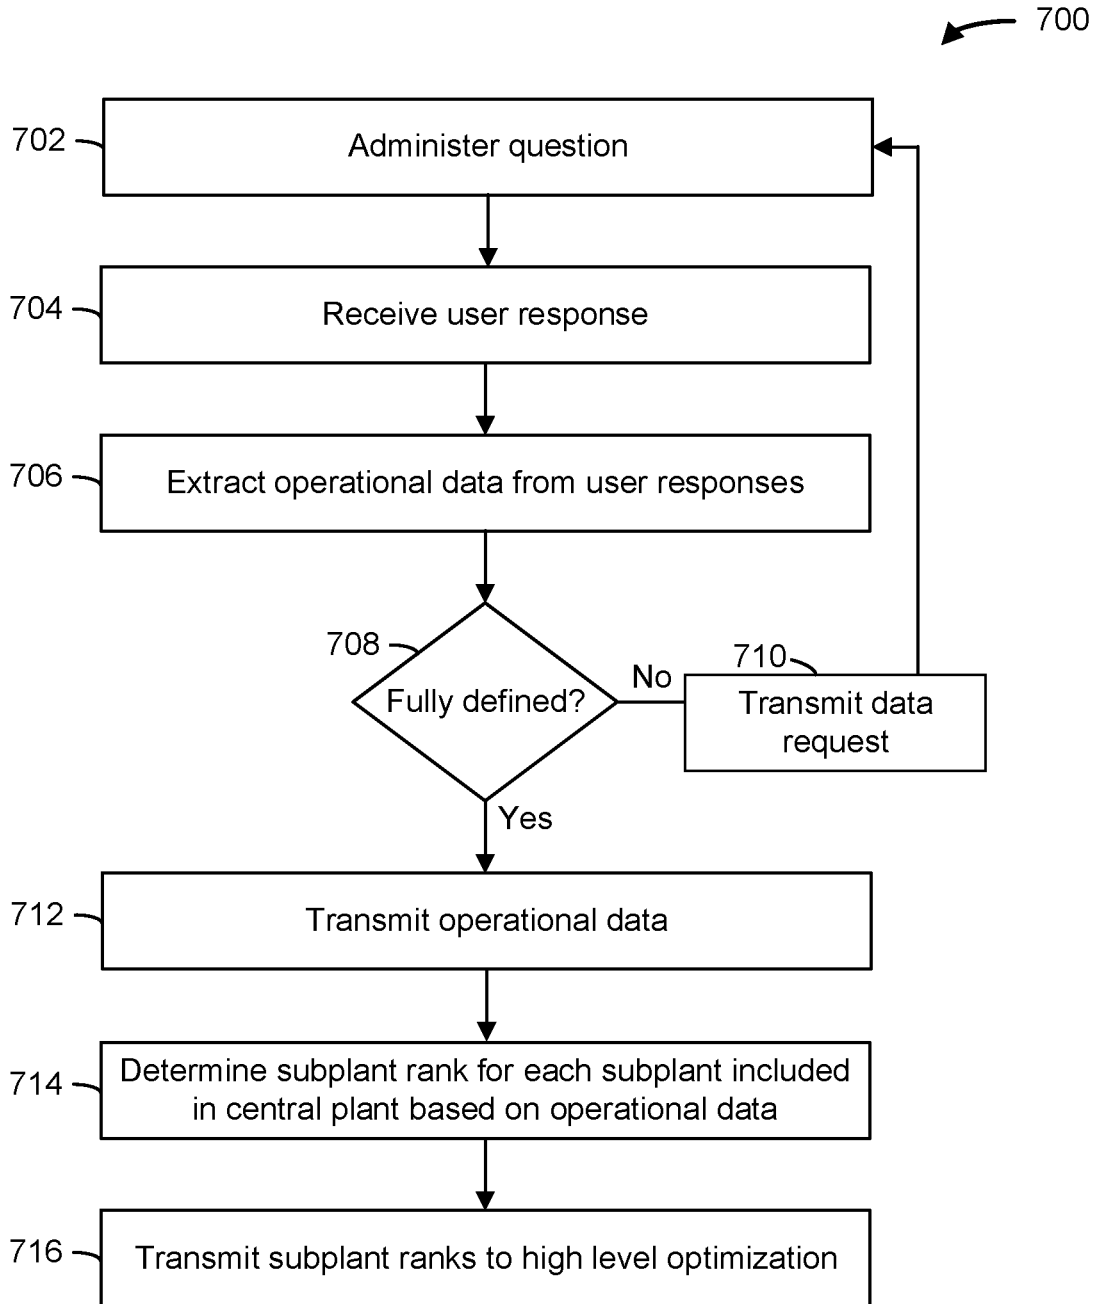 700
702
Administer question
704
Receive user response
706
Extract operational data from user responses
708
Fully defined?
No
710
Transmit data
request
Yes
712
Transmit operational data
714
Determine subplant rank for each subplant included
in central plant based on operational data
716
Transmit subplant ranks to high level optimization